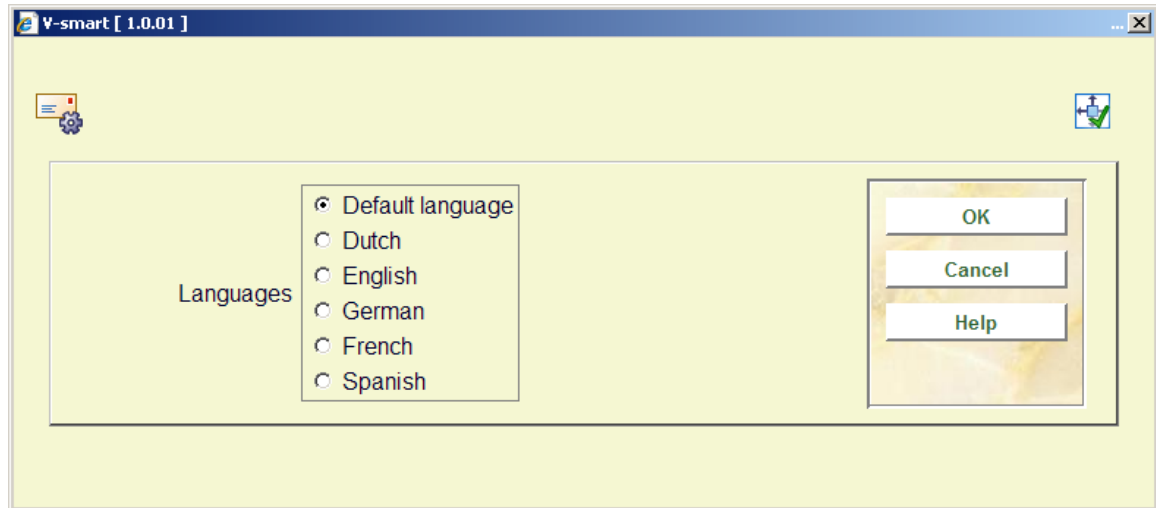 V-smart [ 1.0.01 ]
...
Languages
Default language
Dutch
English
German
French
Spanish
OK
Cancel
Help